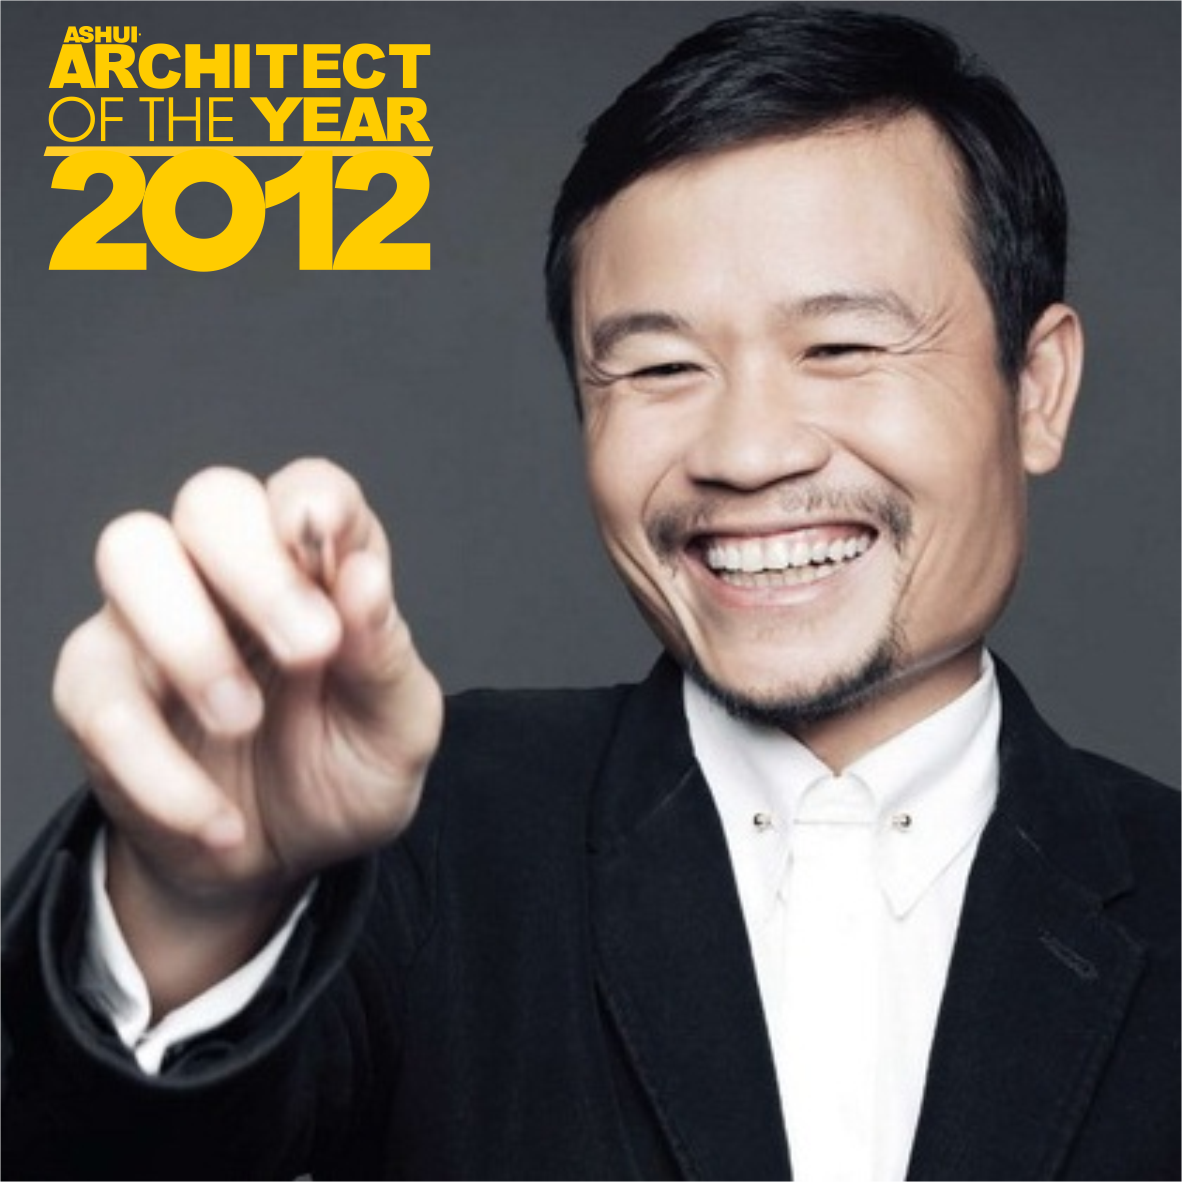 ASHUI
ARCHITECT
OF THE YEAR
2012